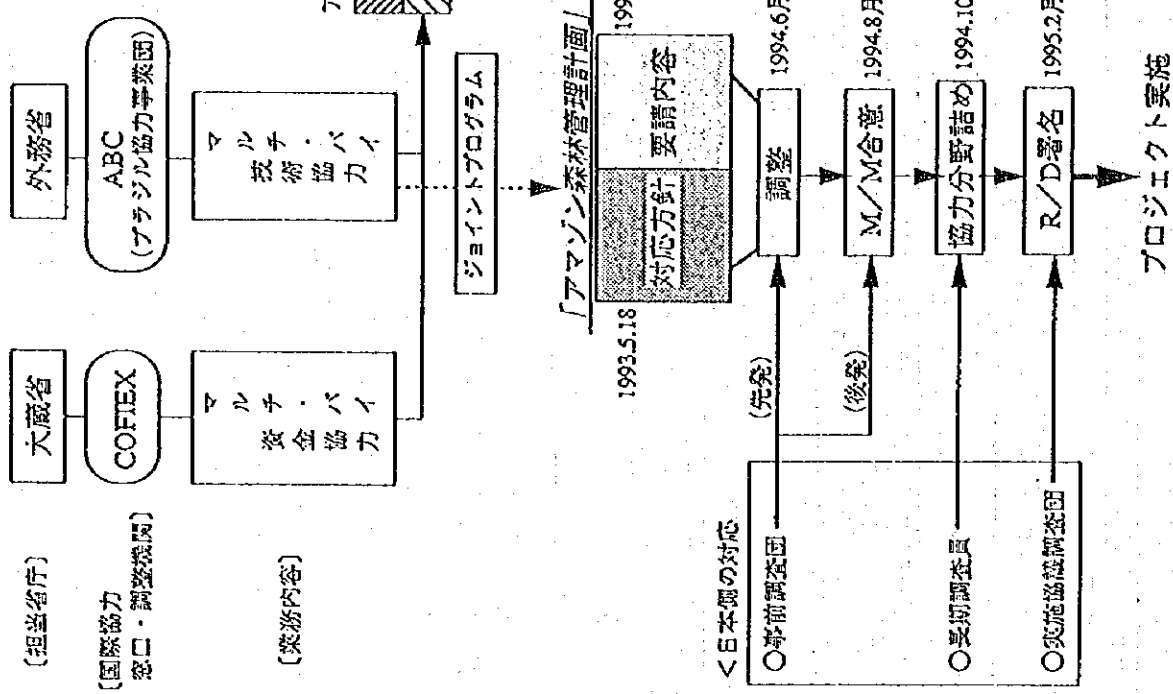 〔担当省庁〕
大蔵省
外務省
〔国際協力
窓口・調整機関〕
COFIEX
ABC
(ブラジル協力事業団)
〔業務内容〕
マルチ・バイ
資金協力
マルチ・バイ
技術協力
ジョイントプログラム
「アマゾン森林管理計画」
1993.5.18
対応方針
要請内容
<日本側の対応
○事前調査団
(先発)
調整
1994.6月
(後発)
M/M合意
1994.8月
○長期調査員
協力分野詰め
1994.10
○実施協議調査団
R/D署名
1995.2月
プロジェクト実施